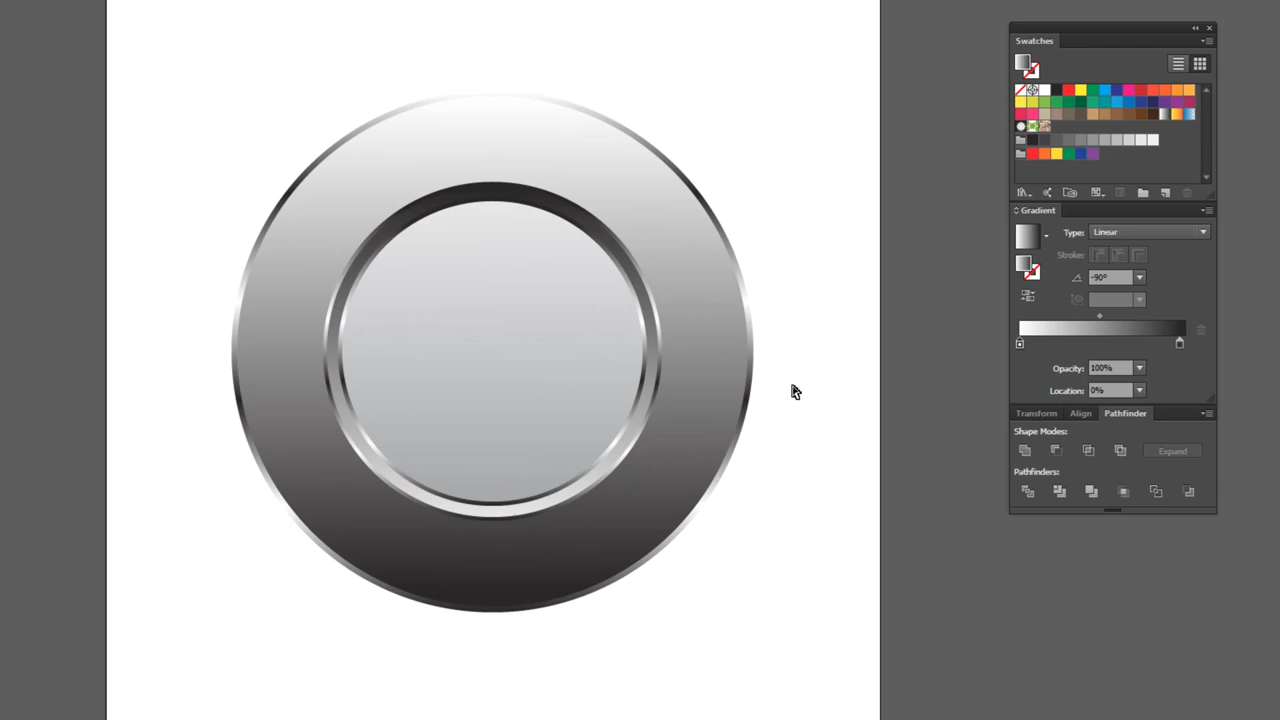 Swatches
Gradient
Type: Linear
Stroke:
-90°
Opacity: 100%
Location: 0%
Transform Align Pathfinder
Shape Modes:
Expand
Pathfinders: